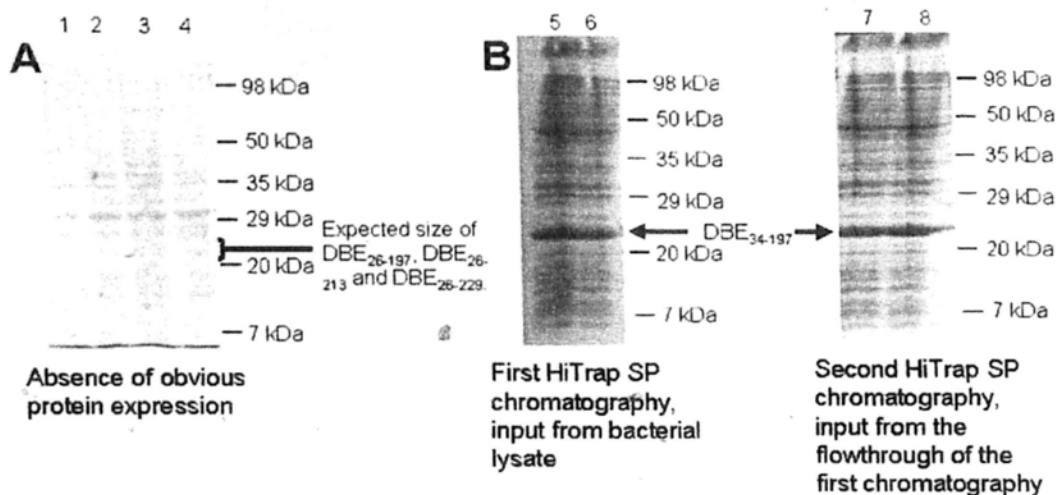 1 2 3 4
A
98 kDa
50 kDa
35 kDa
29 kDa
20 kDa
7 kDa
Expected size of
DBE26-197, DBE26-
213 and DBE26-229.
Absence of obvious
protein expression
B
5 6
98 kDa
50 kDa
35 kDa
29 kDa
20 kDa
7 kDa
DBE34-197
First HiTrap SP
chromatography,
input from bacterial
lysate
7 8
98 kDa
50 kDa
35 kDa
29 kDa
20 kDa
7 kDa
Second HiTrap SP
chromatography,
input from the
flowthrough of the
first chromatography